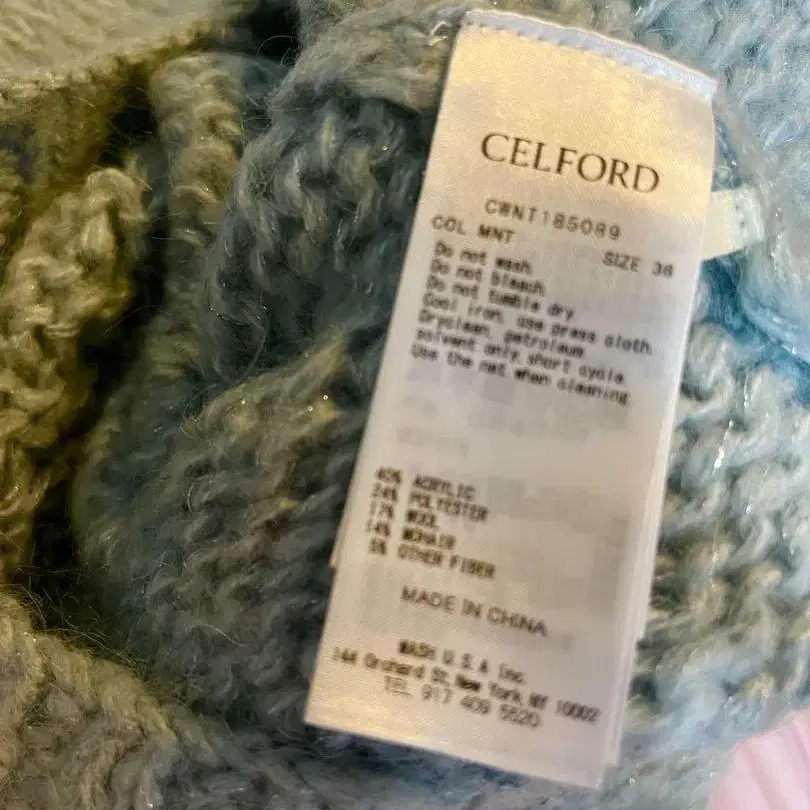 CELFORD
CWNT185089
COL MNT SIZE 36
Do not wash.
Do not bleach.
Do not tumble dry.
Cool iron, use press cloth.
Dryclean, petroleum
solvent only, short cycle.
Use the net when cleaning.
40% ACRYLIC
24% POLYESTER
17% WOOL
14% MOHAIR
5% OTHER FIBER
MADE IN CHINA
MASH U.S.A Inc.
144 Orchard St, New York, NY 10002
TEL 917 409 5520